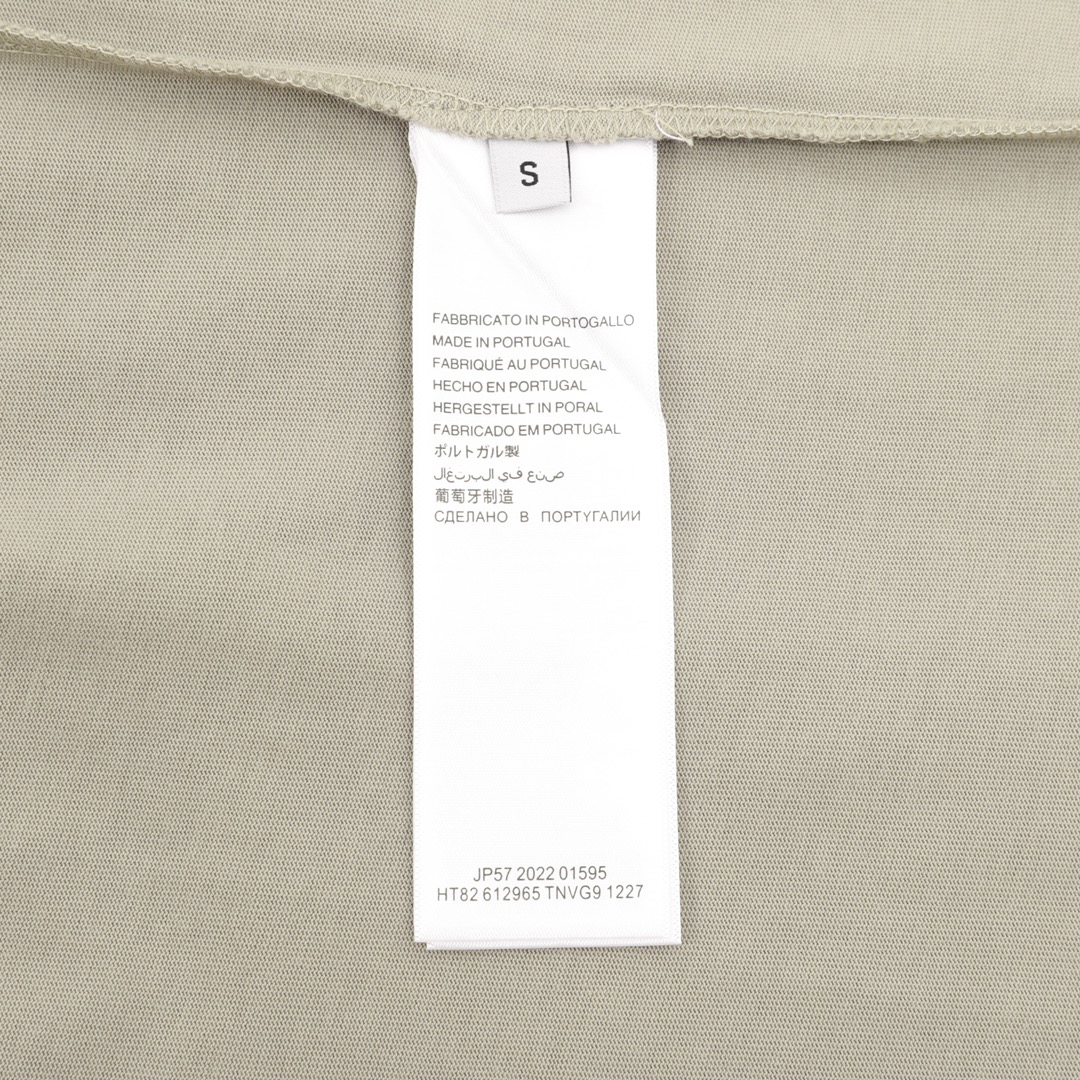 S
FABBRICATO IN PORTOGALLO
MADE IN PORTUGAL
FABRIQUÉ AU PORTUGAL
HECHO EN PORTUGAL
HERGESTELLT IN PORAL
FABRICADO EM PORTUGAL
ポルトガル製
صنع في البرتغال
葡萄牙制造
СДЕЛАНО В ПОРТУГАЛИИ
JP57 2022 01595
HT82 612965 TNVG9 1227